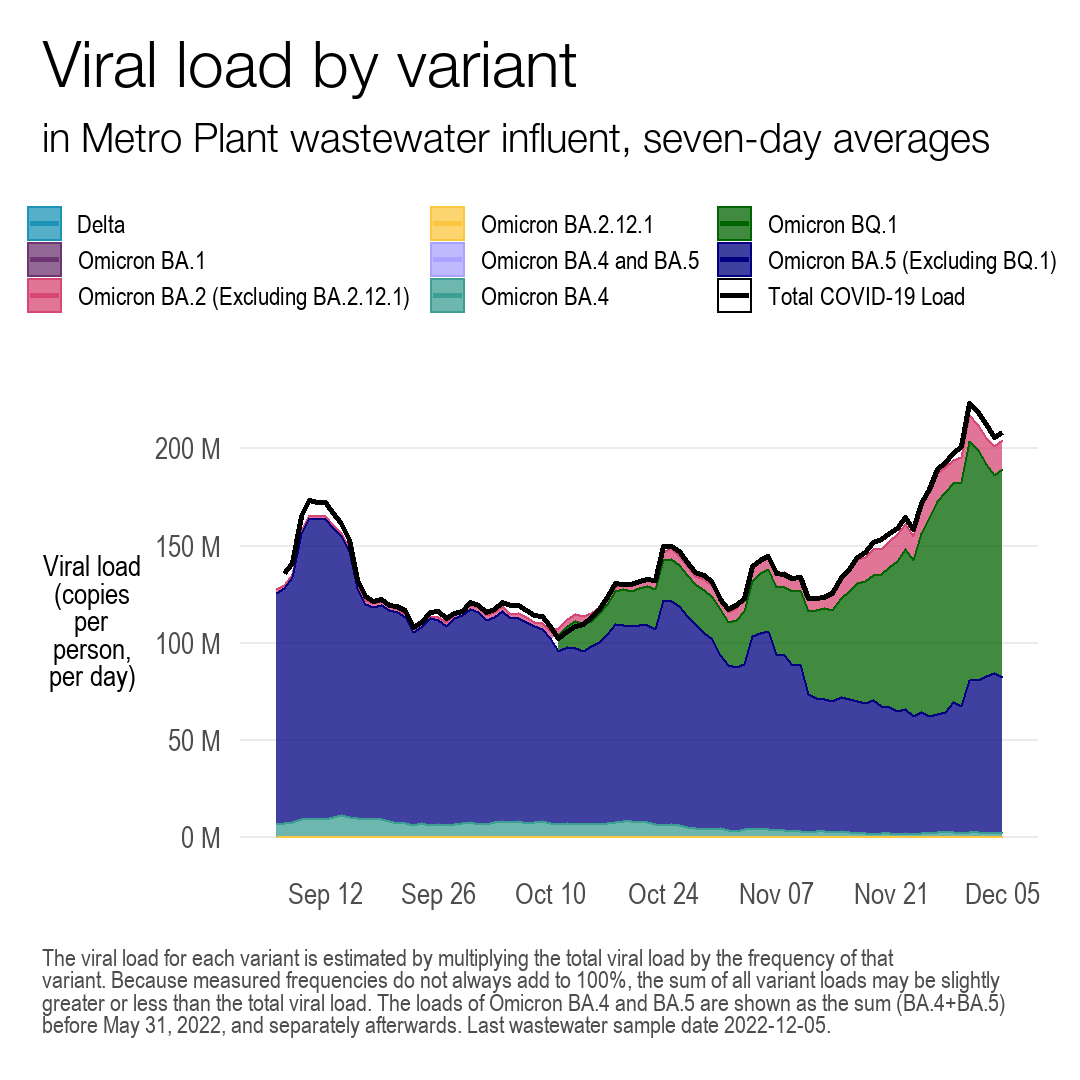 Viral load by variant
in Metro Plant wastewater influent, seven-day averages
Delta
Omicron BA.1
Omicron BA.2 (Excluding BA.2.12.1)
Omicron BA.2.12.1
Omicron BA.4 and BA.5
Omicron BA.4
Omicron BQ.1
Omicron BA.5 (Excluding BQ.1)
Total COVID-19 Load
Viral load
(copies
per
person,
per day)
200 M
150 M
100 M
50 M
0 M
Sep 12
Sep 26
Oct 10
Oct 24
Nov 07
Nov 21
Dec 05
The viral load for each variant is estimated by multiplying the total viral load by the frequency of that
variant. Because measured frequencies do not always add to 100%, the sum of all variant loads may be slightly
greater or less than the total viral load. The loads of Omicron BA.4 and BA.5 are shown as the sum (BA.4+BA.5)
before May 31, 2022, and separately afterwards. Last wastewater sample date 2022-12-05.